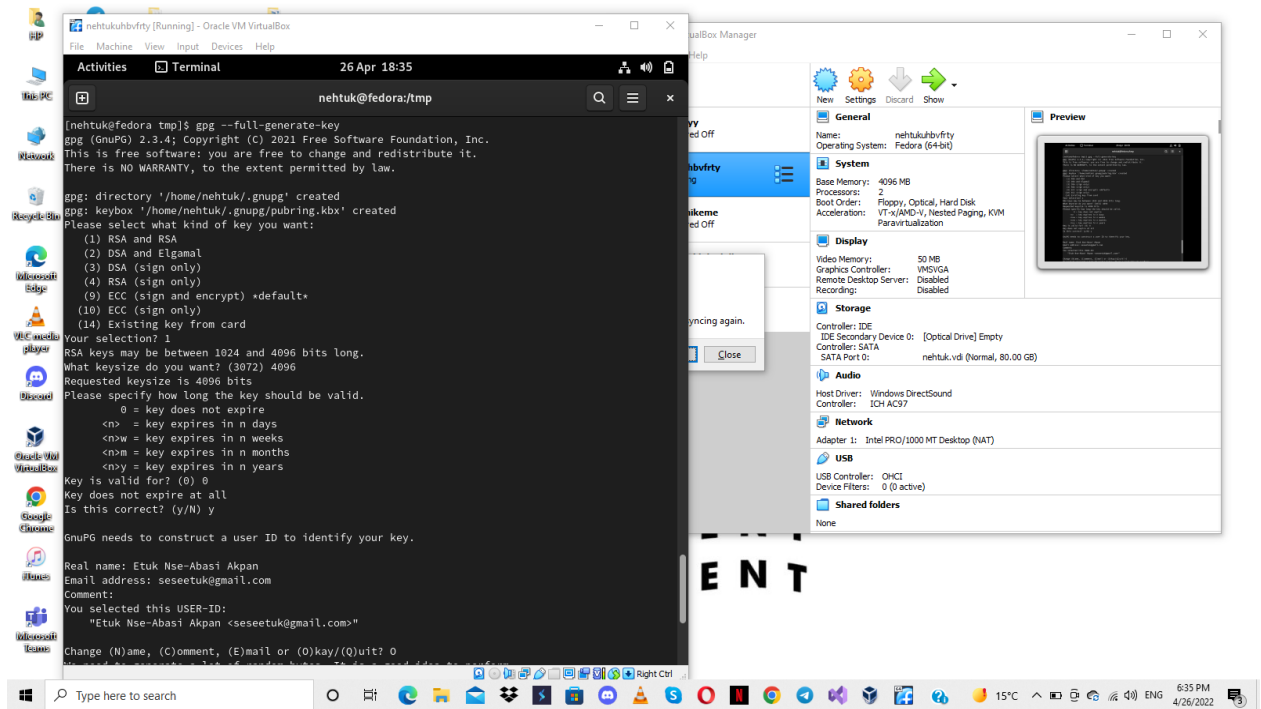 HP
This PC
Network
Recycle Bin
Microsoft
Edge
VLC media
player
Discord
Oracle VM
VirtualBox
Google
Chrome
iTunes
Microsoft
Teams
nehtukuhbvfrty [Running] - Oracle VM VirtualBox
File Machine View Input Devices Help
Activities Terminal 26 Apr 18:35
nehtuk@fedora:/tmp
[nehtuk@fedora tmp]$ gpg --full-generate-key
gpg (GnuPG) 2.3.4; Copyright (C) 2021 Free Software Foundation, Inc.
This is free software: you are free to change and redistribute it.
There is NO WARRANTY, to the extent permitted by law.
gpg: directory '/home/nehtuk/.gnupg' created
gpg: keybox '/home/nehtuk/.gnupg/pubring.kbx' created
Please select what kind of key you want:
(1) RSA and RSA
(2) DSA and Elgamal
(3) DSA (sign only)
(4) RSA (sign only)
(9) ECC (sign and encrypt) *default*
(10) ECC (sign only)
(14) Existing key from card
Your selection? 1
RSA keys may be between 1024 and 4096 bits long.
What keysize do you want? (3072) 4096
Requested keysize is 4096 bits
Please specify how long the key should be valid.
0 = key does not expire
<n> = key expires in n days
<n>w = key expires in n weeks
<n>m = key expires in n months
<n>y = key expires in n years
Key is valid for? (0) 0
Key does not expire at all
Is this correct? (y/N) y
GnuPG needs to construct a user ID to identify your key.
Real name: Etuk Nse-Abasi Akpan
Email address: seseetuk@gmail.com
Comment:
You selected this USER-ID:
"Etuk Nse-Abasi Akpan <seseetuk@gmail.com>"
Change (N)ame, (C)omment, (E)mail or (O)kay/(Q)uit? O
We need to generate a lot of random bytes. It is a good idea to perform
Right Ctrl
ualBox Manager
Help
New Settings Discard Show
yy
ed Off
hbvfrty
ng
ikeme
ed Off
yncing again.
Close
General
Name: nehtukuhbvfrty
Operating System: Fedora (64-bit)
System
Base Memory: 4096 MB
Processors: 2
Boot Order: Floppy, Optical, Hard Disk
Acceleration: VT-x/AMD-V, Nested Paging, KVM
Paravirtualization
Display
Video Memory: 50 MB
Graphics Controller: VMSVGA
Remote Desktop Server: Disabled
Recording: Disabled
Storage
Controller: IDE
IDE Secondary Device 0: [Optical Drive] Empty
Controller: SATA
SATA Port 0: nehtuk.vdi (Normal, 80.00 GB)
Audio
Host Driver: Windows DirectSound
Controller: ICH AC97
Network
Adapter 1: Intel PRO/1000 MT Desktop (NAT)
USB
USB Controller: OHCI
Device Filters: 0 (0 active)
Shared folders
None
Preview
ENT
Type here to search
15°C
ENG
6:35 PM
4/26/2022
3